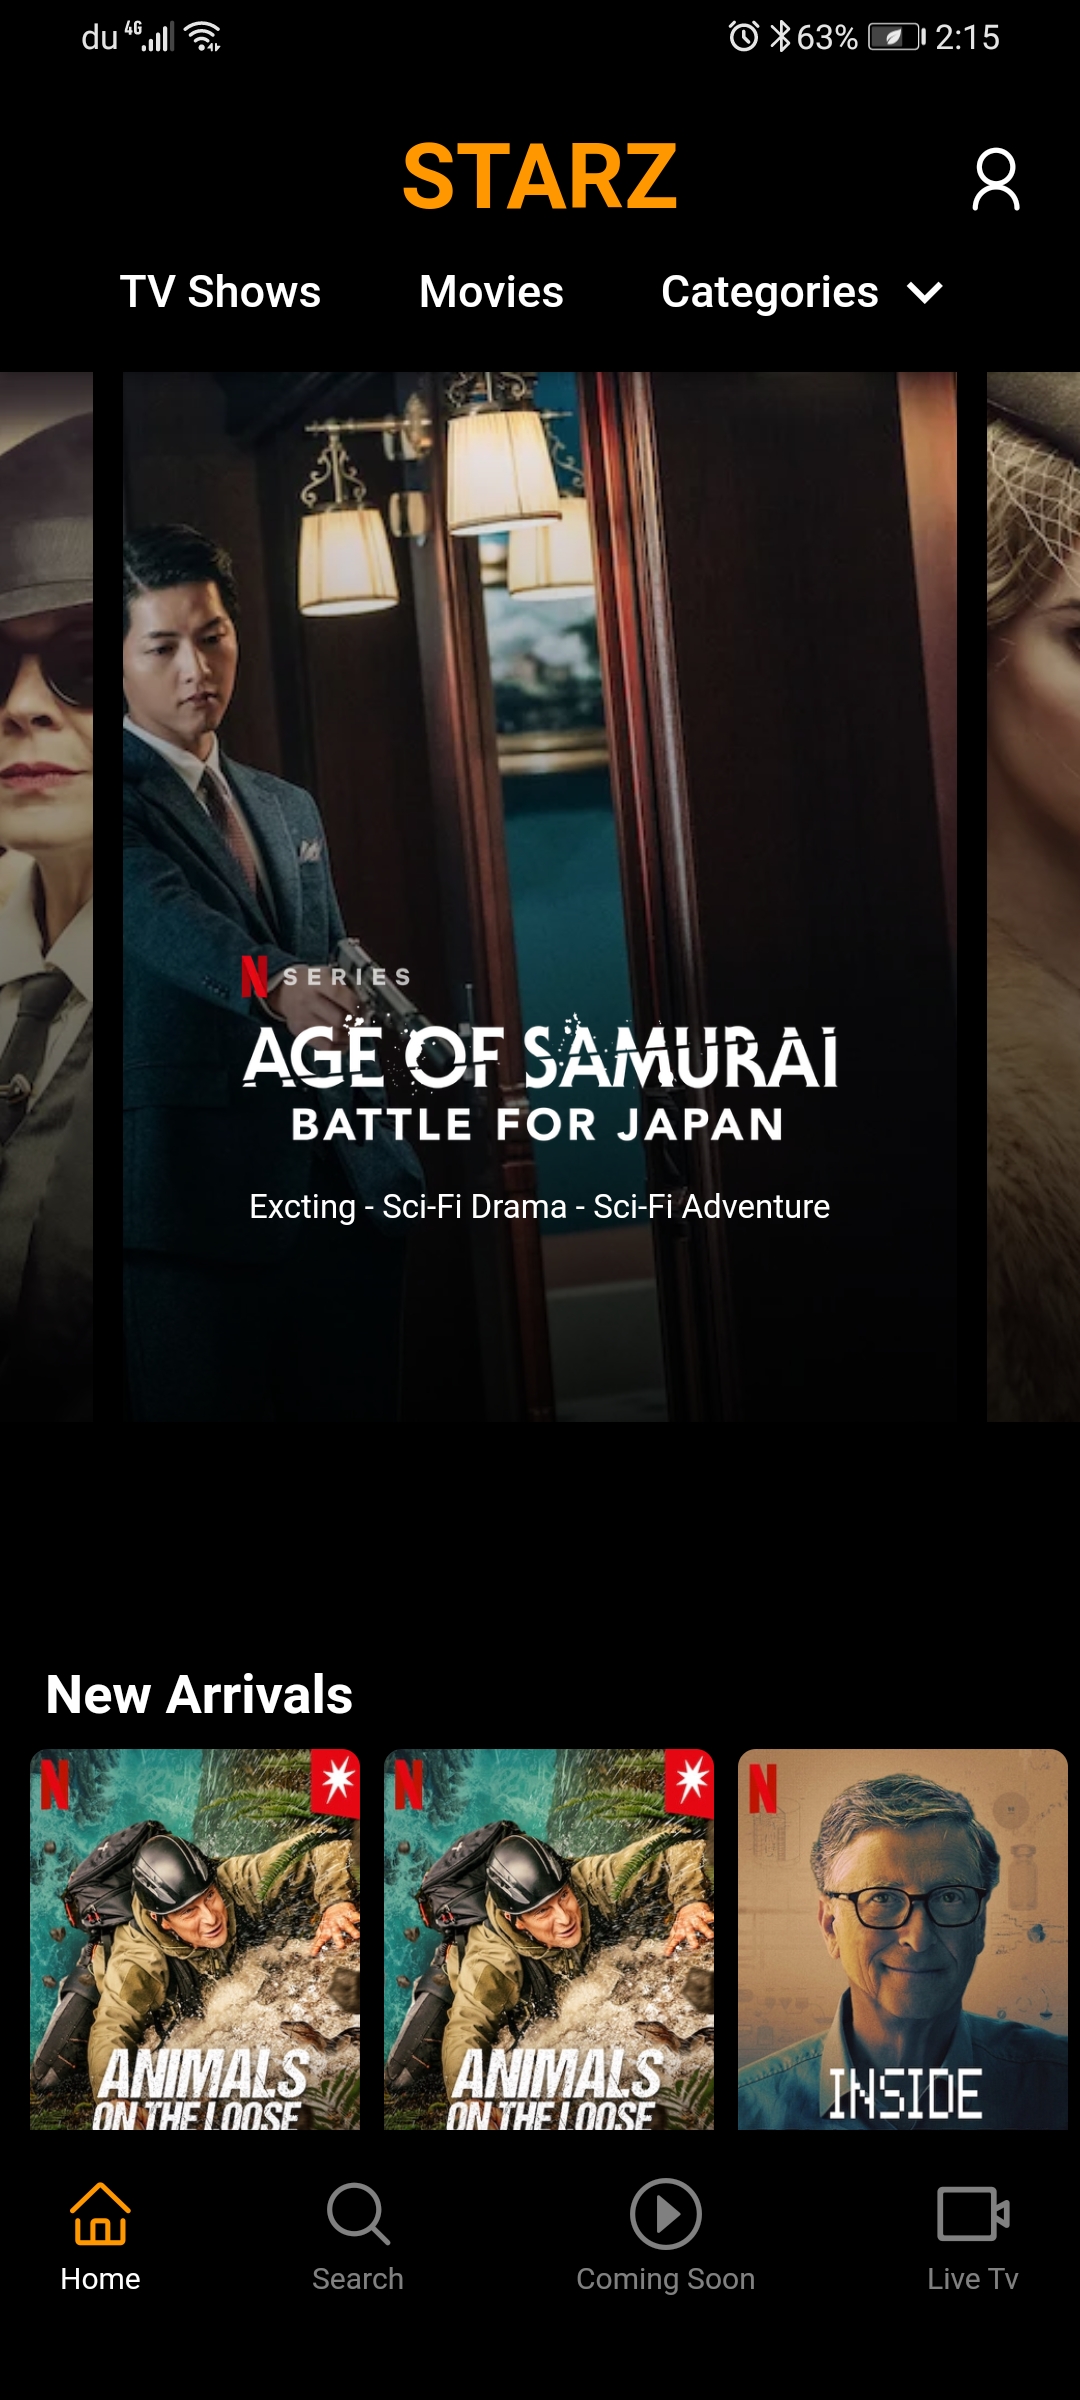 du 4G 63% 2:15
STARZ
TV Shows Movies Categories
N SERIES
AGE OF SAMURAI
BATTLE FOR JAPAN
Excting - Sci-Fi Drama - Sci-Fi Adventure
New Arrivals
N N N
ANIMALS ANIMALS INSIDE
ON THE LOOSE ON THE LOOSE
Home Search Coming Soon Live Tv